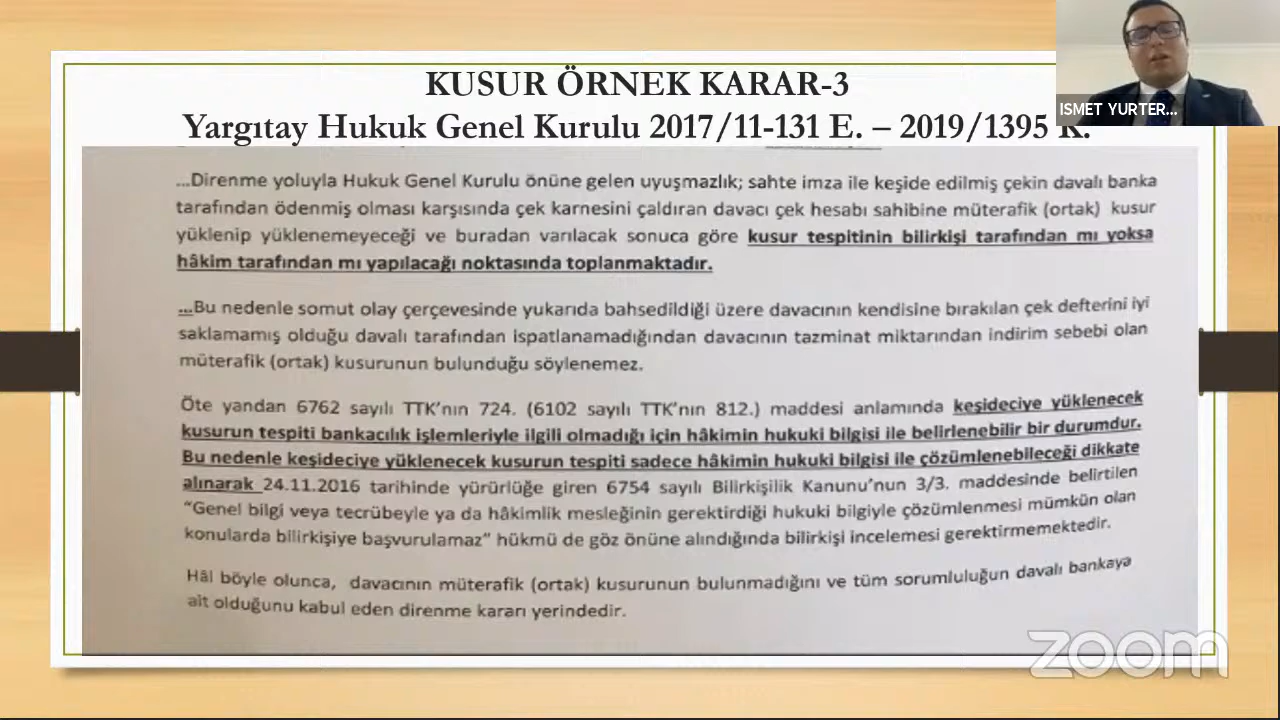 KUSUR ÖRNEK KARAR-3
Yargıtay Hukuk Genel Kurulu 2017/11-131 E. – 2019/1395 K.
ISMET YURTER...
...Direnme yoluyla Hukuk Genel Kurulu önüne gelen uyuşmazlık; sahte imza ile keşide edilmiş çekin davalı banka
tarafından ödenmiş olması karşısında çek karnesini çaldıran davacı çek hesabı sahibine müterafik (ortak) kusur
yüklenip yüklenemeyeceği ve buradan varılacak sonuca göre kusur tespitinin bilirkişi tarafından mı yoksa
hâkim tarafından mı yapılacağı noktasında toplanmaktadır.
...Bu nedenle somut olay çerçevesinde yukarıda bahsedildiği üzere davacının kendisine bırakılan çek defterini iyi
saklamamış olduğu davalı tarafından ispatlanamadığından davacının tazminat miktarından indirim sebebi olan
müterafik (ortak) kusurunun bulunduğu söylenemez.
Öte yandan 6762 sayılı TTK’nın 724. (6102 sayılı TTK’nın 812.) maddesi anlamında keşideciye yüklenecek
kusurun tespiti bankacılık işlemleriyle ilgili olmadığı için hâkimin hukuki bilgisi ile belirlenebilir bir durumdur.
Bu nedenle keşideciye yüklenecek kusurun tespiti sadece hâkimin hukuki bilgisi ile çözümlenebileceği dikkate
alınarak 24.11.2016 tarihinde yürürlüğe giren 6754 sayılı Bilirkişilik Kanunu’nun 3/3. maddesinde belirtilen
“Genel bilgi veya tecrübeyle ya da hâkimlik mesleğinin gerektirdiği hukuki bilgiyle çözümlenmesi mümkün olan
konularda bilirkişiye başvurulamaz” hükmü de göz önüne alındığında bilirkişi incelemesi gerektirmemektedir.
Hâl böyle olunca, davacının müterafik (ortak) kusurunun bulunmadığını ve tüm sorumluluğun davalı bankaya
ait olduğunu kabul eden direnme kararı yerindedir.
zoom